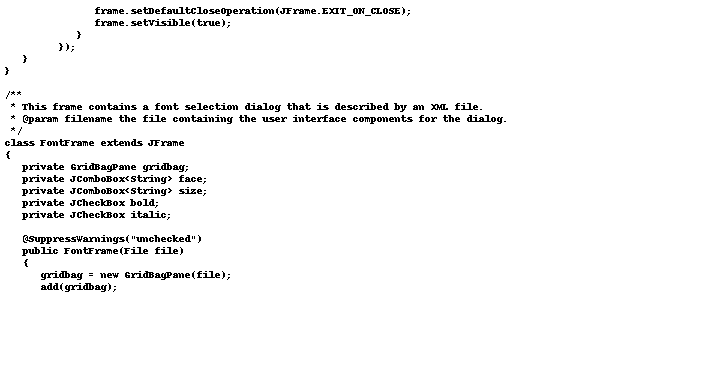 frame.setDefaultCloseOperation(JFrame.EXIT_ON_CLOSE);
               frame.setVisible(true);
            }
         });
   }
}

/**
 * This frame contains a font selection dialog that is described by an XML file.
 * @param filename the file containing the user interface components for the dialog.
 */
class FontFrame extends JFrame
{
   private GridBagPane gridbag;
   private JComboBox<String> face;
   private JComboBox<String> size;
   private JCheckBox bold;
   private JCheckBox italic;

   @SuppressWarnings("unchecked")
   public FontFrame(File file)
   {
      gridbag = new GridBagPane(file);
      add(gridbag);